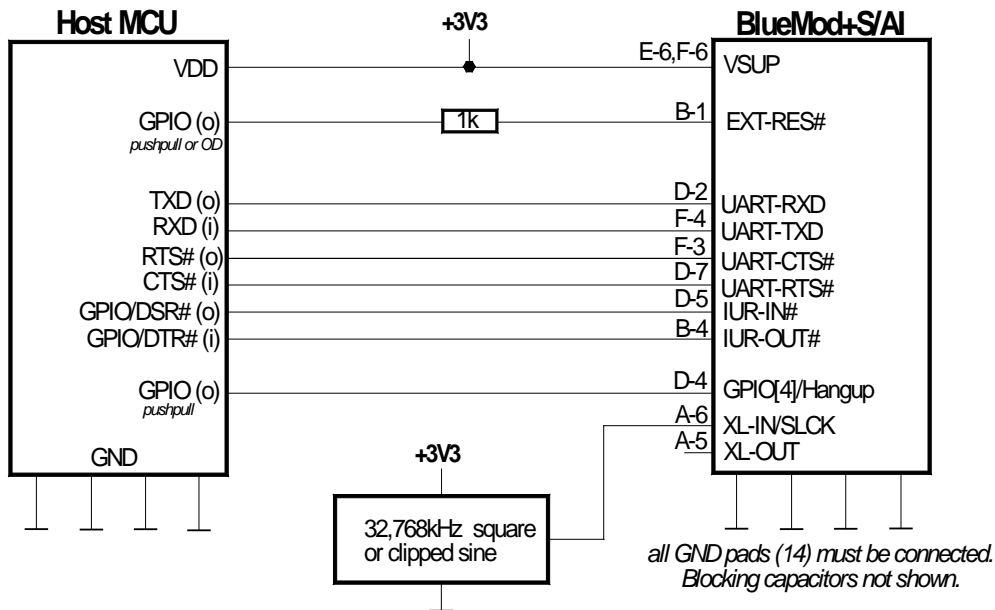 Host MCU
+3V3
BlueMod+S/AI
VDD
E-6,F-6
VSUP
GPIO (o)
pushpull or OD
1k
B-1
EXT-RES#
TXD (o)
D-2
UART-RXD
RXD (i)
F-4
UART-TXD
RTS# (o)
F-3
UART-CTS#
CTS# (i)
D-7
UART-RTS#
GPIO/DSR# (o)
D-5
IUR-IN#
GPIO/DTR# (i)
B-4
IUR-OUT#
GPIO (o)
pushpull
D-4
GPIO[4]/Hangup
A-6
XL-IN/SLCK
A-5
XL-OUT
GND
+3V3
32,768kHz square
or clipped sine
all GND pads (14) must be connected.
Blocking capacitors not shown.